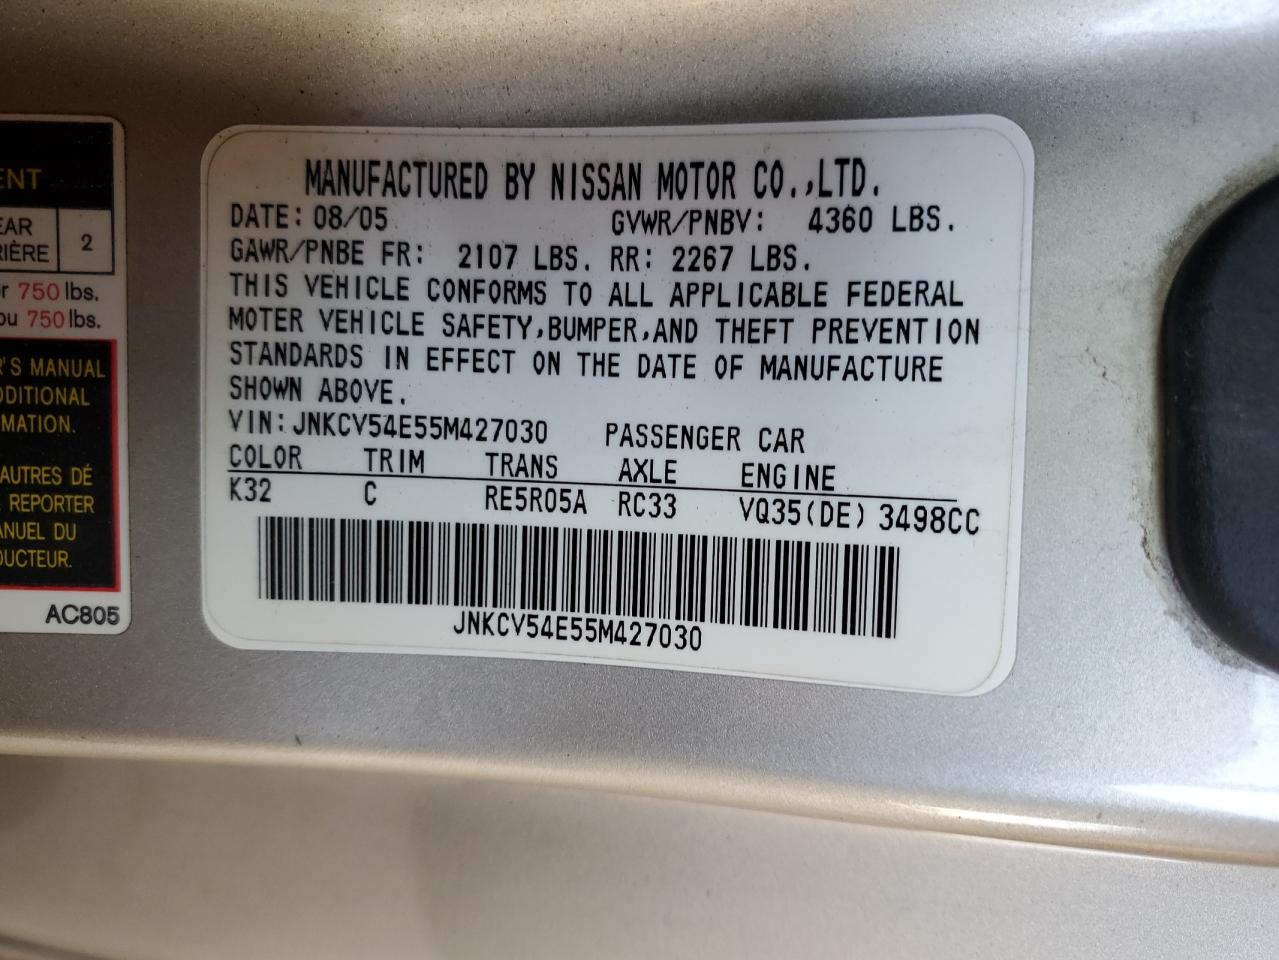 ENT
EAR
RIÈRE
2
r 750 lbs.
ou 750 lbs.
R'S MANUAL
DDITIONAL
MATION.
AUTRES DÉ
REPORTER
ANUEL DU
DUCTEUR.
AC805
MANUFACTURED BY NISSAN MOTOR CO.,LTD.
DATE: 08/05 GVWR/PNBV: 4360 LBS.
GAWR/PNBE FR: 2107 LBS. RR: 2267 LBS.
THIS VEHICLE CONFORMS TO ALL APPLICABLE FEDERAL
MOTER VEHICLE SAFETY,BUMPER,AND THEFT PREVENTION
STANDARDS IN EFFECT ON THE DATE OF MANUFACTURE
SHOWN ABOVE.
VIN: JNKCV54E55M427030 PASSENGER CAR
COLOR TRIM TRANS AXLE ENGINE
K32 C RE5R05A RC33 VQ35(DE) 3498CC
JNKCV54E55M427030